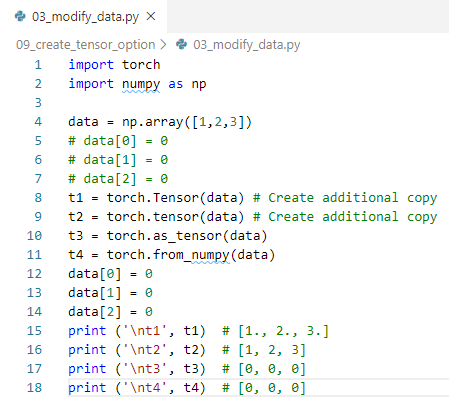 03_modify_data.py ×
09_create_tensor_option > 03_modify_data.py
1 import torch
2 import numpy as np
3
4 data = np.array([1,2,3])
5 # data[0] = 0
6 # data[1] = 0
7 # data[2] = 0
8 t1 = torch.Tensor(data) # Create additional copy
9 t2 = torch.tensor(data) # Create additional copy
10 t3 = torch.as_tensor(data)
11 t4 = torch.from_numpy(data)
12 data[0] = 0
13 data[1] = 0
14 data[2] = 0
15 print ('\nt1', t1)  # [1., 2., 3.]
16 print ('\nt2', t2)  # [1, 2, 3]
17 print ('\nt3', t3)  # [0, 0, 0]
18 print ('\nt4', t4)  # [0, 0, 0]